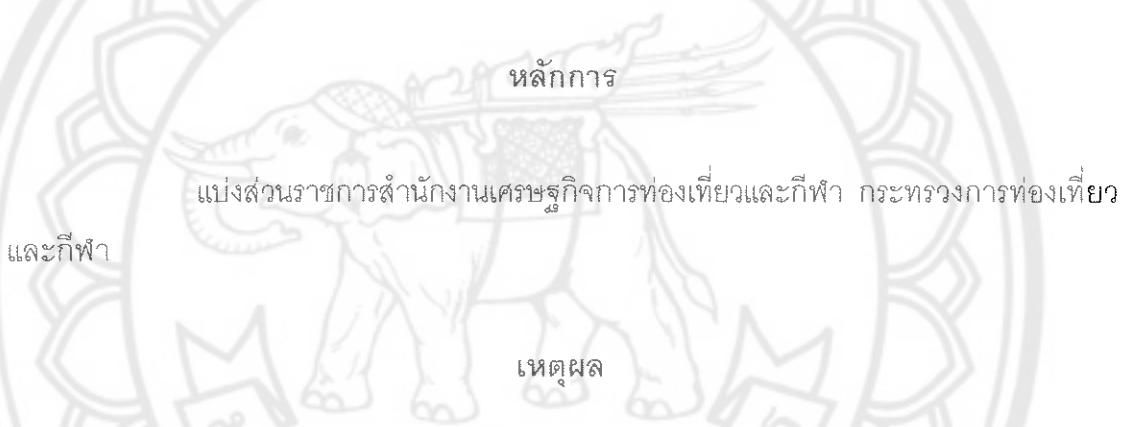 หลักการ
แบ่งส่วนราชการสำนักงานเศรษฐกิจการท่องเที่ยวและกีฬา กระทรวงการท่องเที่ยว
และกีฬา
เหตุผล